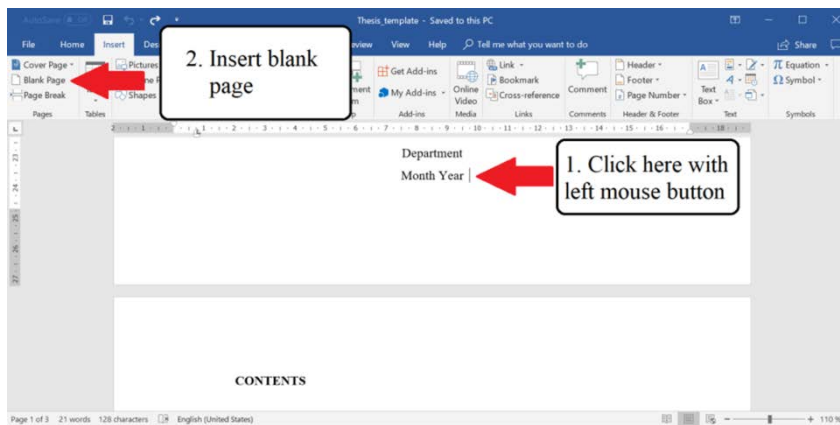 AutoSave
Thesis_template - Saved to this PC
File Home Insert View Help Tell me what you want to do Share
Cover Page
Blank Page
Page Break
Pages
Tables
Pictures
Shapes
Get Add-ins
My Add-ins
Add-ins
Online
Video
Media
Link
Bookmark
Cross-reference
Links
Comment
Comments
Header
Footer
Page Number
Header & Footer
Text
Box
Text
Equation
Symbol
Symbols
2. Insert blank
page
Department
Month Year
1. Click here with
left mouse button
CONTENTS
Page 1 of 3 21 words 128 characters English (United States) 110 %